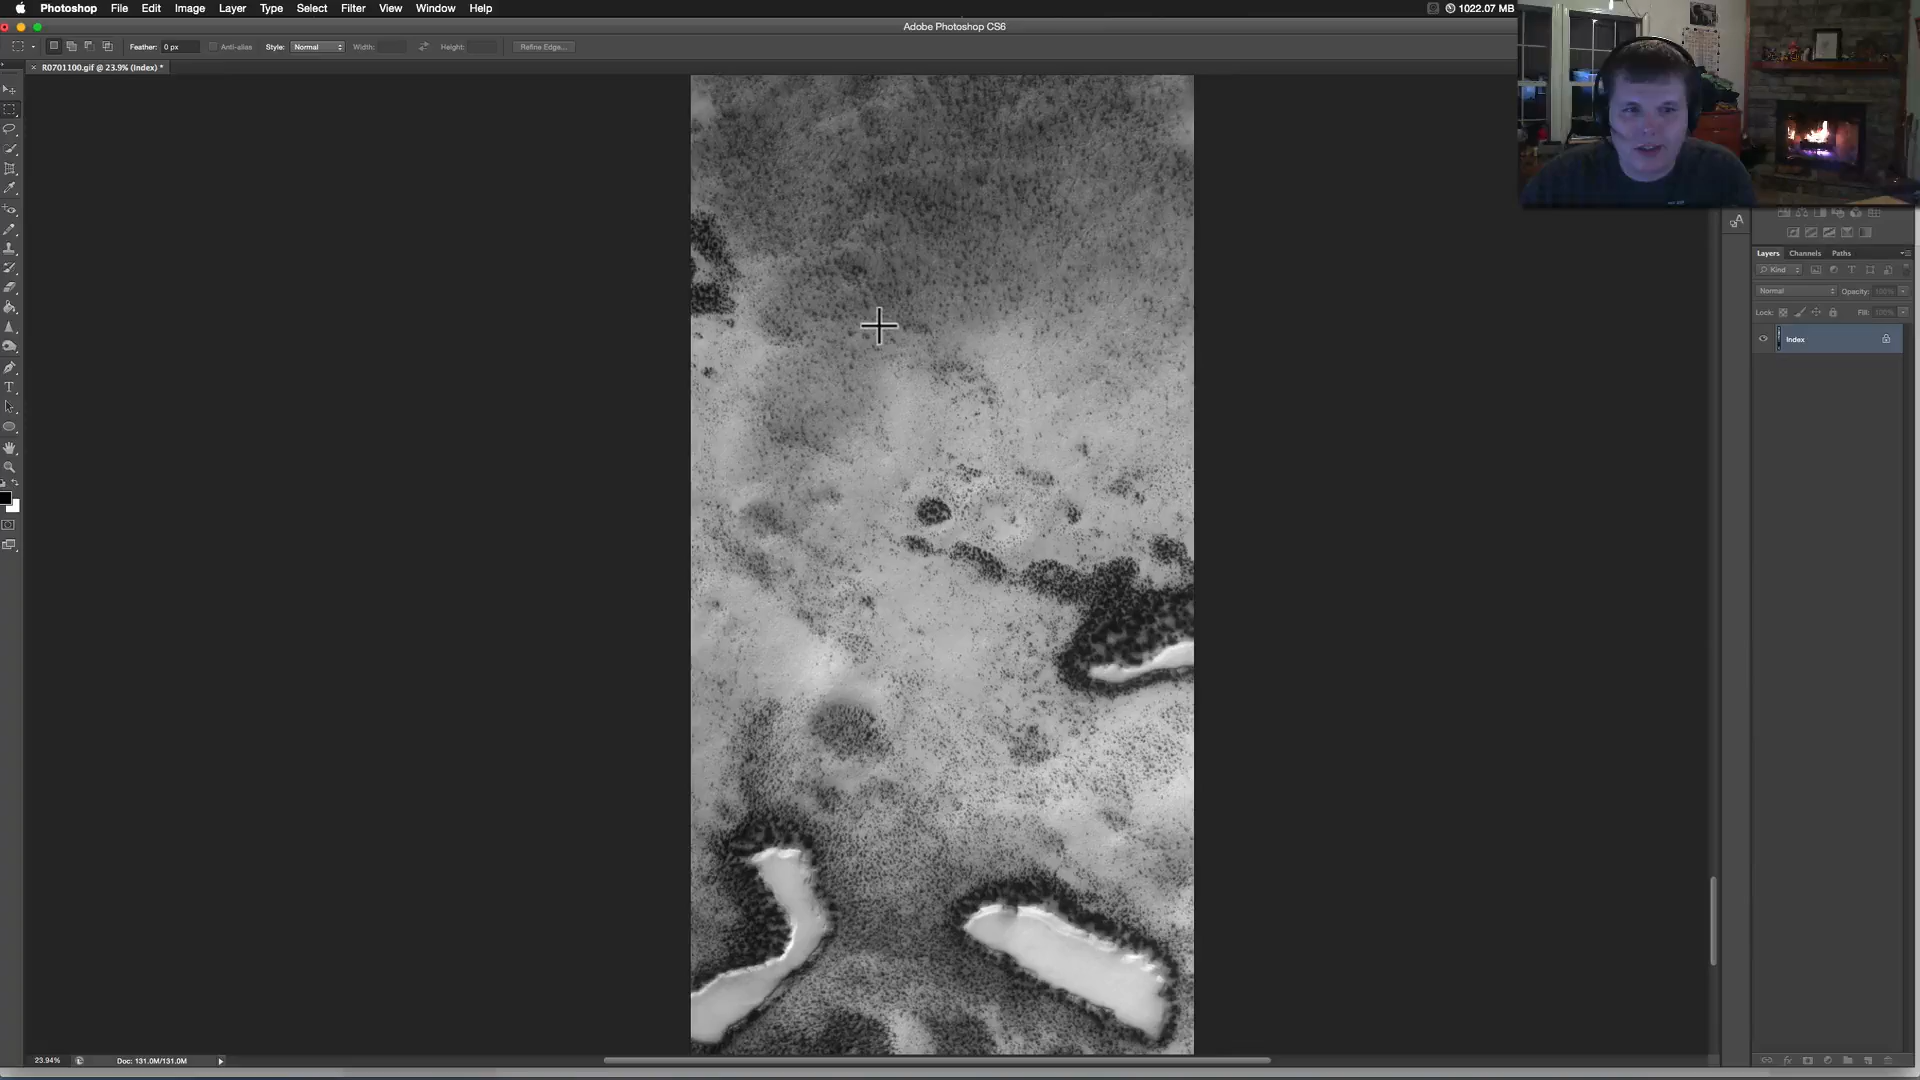 Photoshop File Edit Image Layer Type Select Filter View Window Help 1022.07 MB
Adobe Photoshop CS6
Feather: 0 px Anti-alias Style: Normal Width: Height: Refine Edge...
R0701100.gif @ 23.9% (Index) *
Layers Channels Paths
Kind
Normal Opacity: 100%
Lock: Fill: 100%
Index
23.94% Doc: 131.0M/131.0M